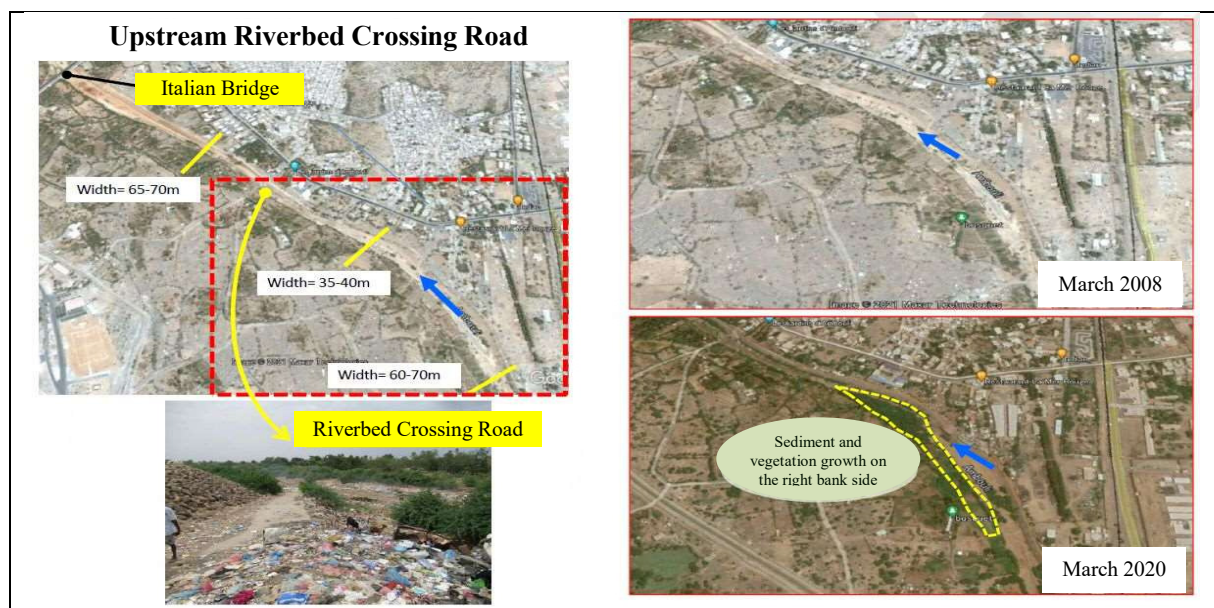 Upstream Riverbed Crossing Road
Italian Bridge
Width= 65-70m
Width= 35-40m
Width= 60-70m
Riverbed Crossing Road
March 2008
Sediment and
vegetation growth on
the right bank side
March 2020